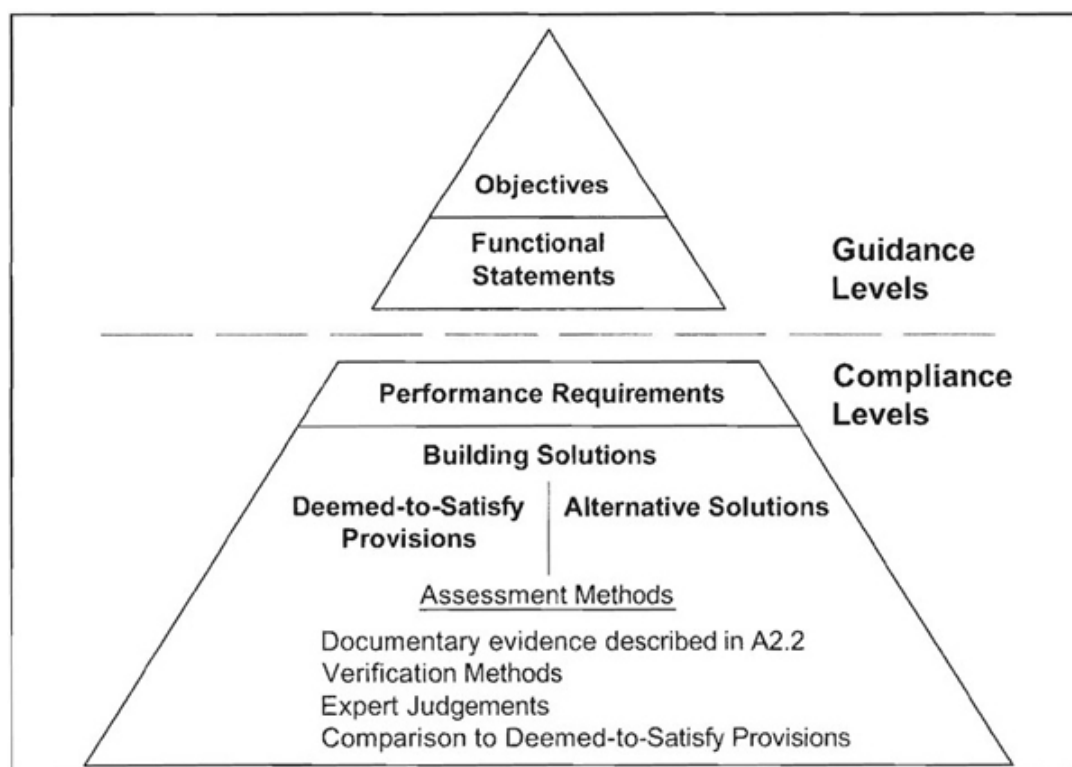 Objectives
Functional
Statements
Guidance
Levels
Compliance
Levels
Performance Requirements
Building Solutions
Deemed-to-Satisfy
Provisions
Alternative Solutions
Assessment Methods
Documentary evidence described in A2.2
Verification Methods
Expert Judgements
Comparison to Deemed-to-Satisfy Provisions